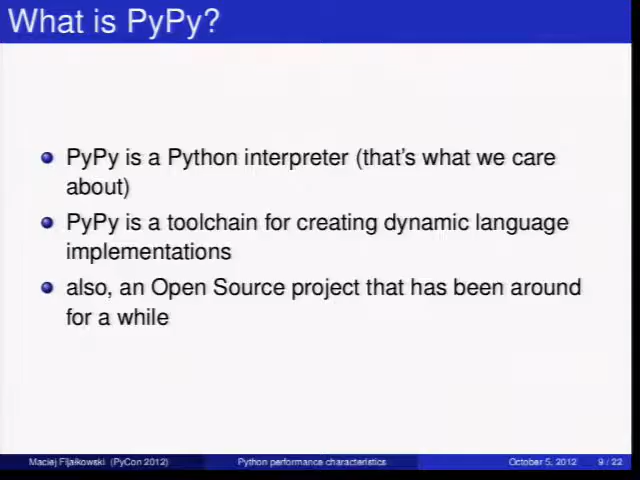 What is PyPy?
PyPy is a Python interpreter (that's what we care
about)
PyPy is a toolchain for creating dynamic language
implementations
also, an Open Source project that has been around
for a while
Maciej Fijałkowski (PyCon 2012) Python performance characteristics October 5, 2012 9 / 22